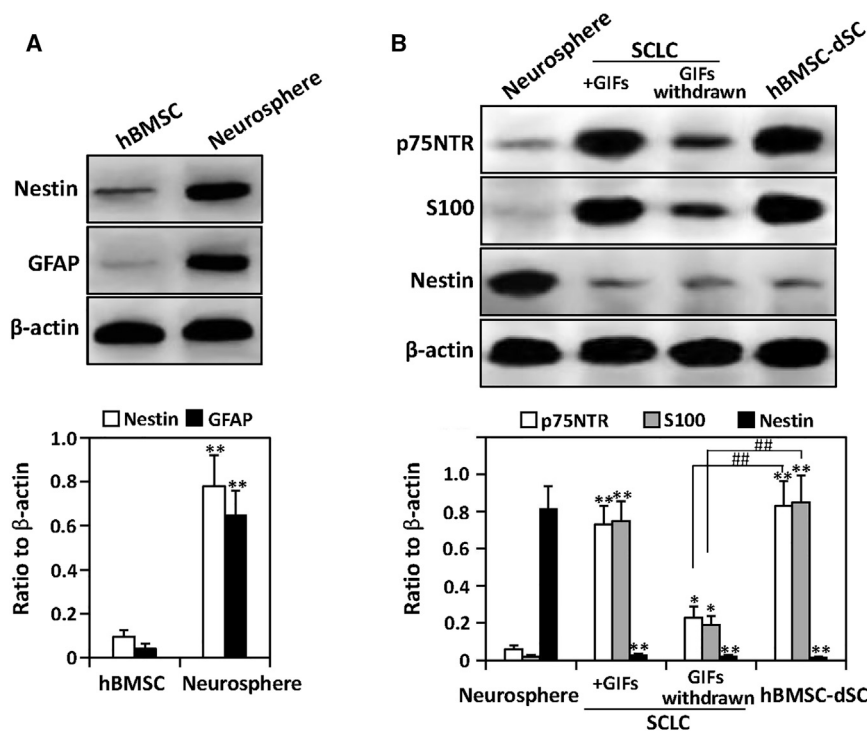 A
hBMSC Neurosphere
Nestin
GFAP
β-actin
Nestin GFAP
Ratio to β-actin
1.0
0.8
0.6
0.4
0.2
0
** **
hBMSC Neurosphere
B
Neurosphere SCLC hBMSC-dSC
+GIFs GIFs withdrawn
p75NTR
S100
Nestin
β-actin
p75NTR S100 Nestin
Ratio to β-actin
1.0
0.8
0.6
0.4
0.2
0
##
##
** ** **
* * **
** ** **
Neurosphere +GIFs GIFs withdrawn hBMSC-dSC
SCLC